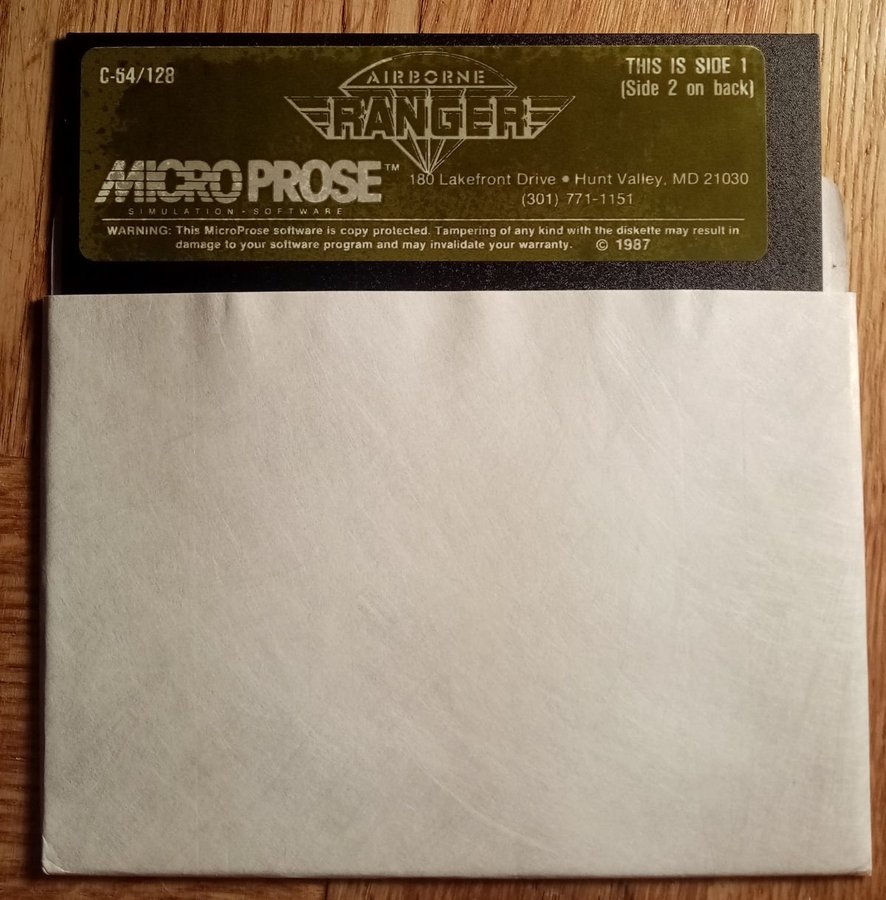 C-64/128
AIRBORNE
RANGER
THIS IS SIDE 1
(Side 2 on back)
MICRO PROSE™
SIMULATION • SOFTWARE
180 Lakefront Drive • Hunt Valley, MD 21030
(301) 771-1151
WARNING: This MicroProse software is copy protected. Tampering of any kind with the diskette may result in
damage to your software program and may invalidate your warranty. © 1987